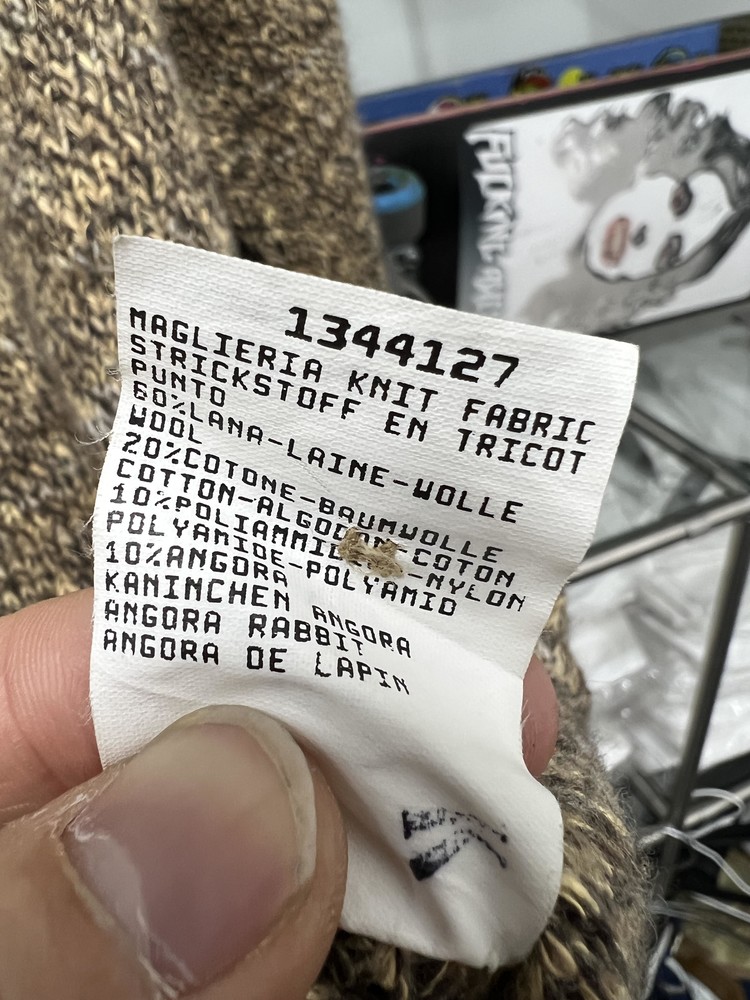 1344127
MAGLIERIA KNIT FABRIC
STRICKSTOFF EN TRICOT
PUNTO
60%LANA-LAINE-WOLLE
WOOL
20%COTONE-BAUMWOLLE
COTTON-ALGODON-COTON
10%POLIAMMIDE-NYLON
POLYAMIDE-POLYAMID
10%ANGORA
KANINCHEN ANGORA
ANGORA RABBIT
ANGORA DE LAPIN